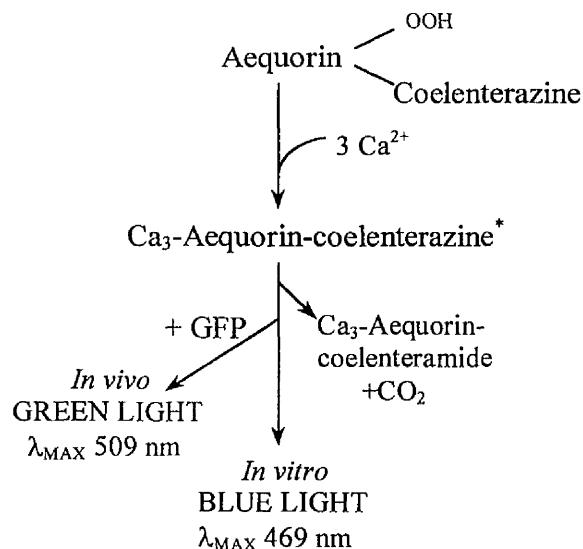 OOH
Aequorin
Coelenterazine
3 Ca²⁺
Ca₃-Aequorin-coelenterazine*
+ GFP
Ca₃-Aequorin-
coelenteramide
+CO₂
In vivo
GREEN LIGHT
λMAX 509 nm
In vitro
BLUE LIGHT
λMAX 469 nm